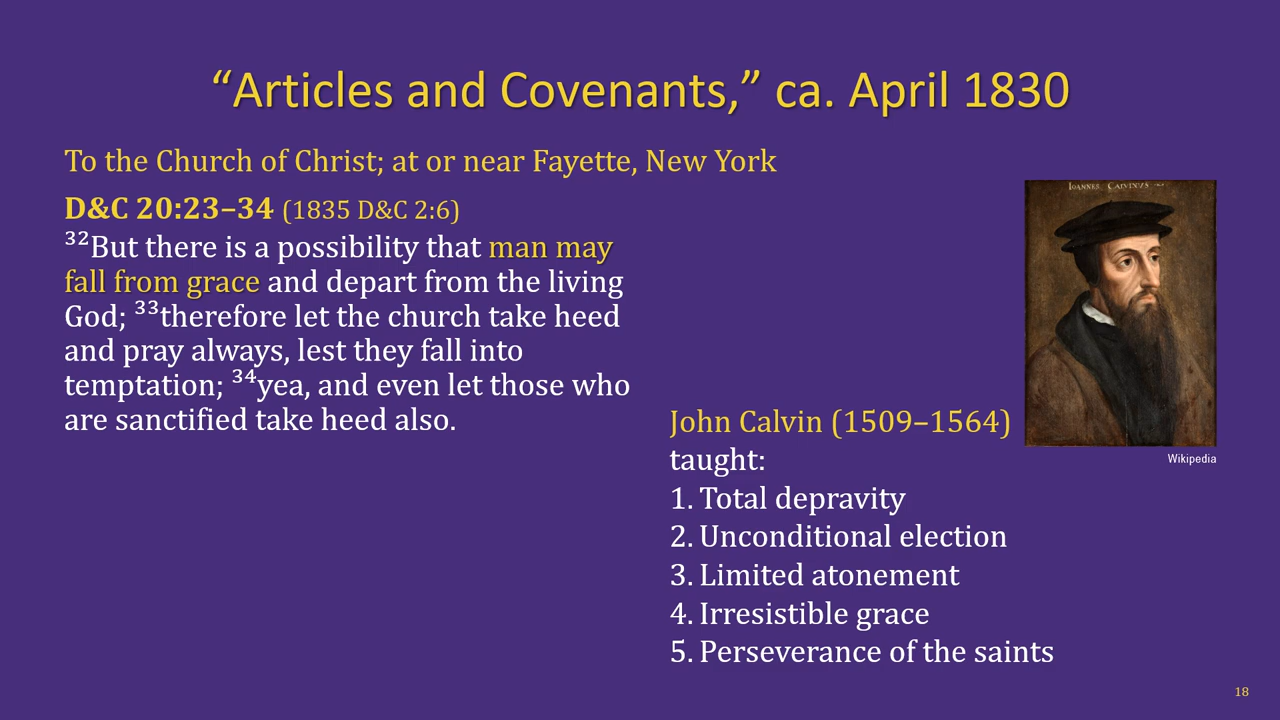 “Articles and Covenants,” ca. April 1830
To the Church of Christ; at or near Fayette, New York
D&C 20:23–34 (1835 D&C 2:6)
³²But there is a possibility that man may
fall from grace and depart from the living
God; ³³therefore let the church take heed
and pray always, lest they fall into
temptation; ³⁴yea, and even let those who
are sanctified take heed also.
IOANNES CALVINUS
Wikipedia
John Calvin (1509–1564)
taught:
1. Total depravity
2. Unconditional election
3. Limited atonement
4. Irresistible grace
5. Perseverance of the saints
18